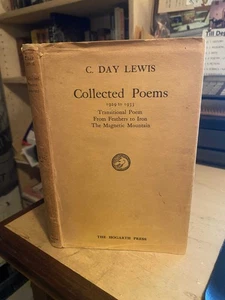 C. DAY LEWIS
Collected Poems
1929 to 1933
Transitional Poem
From Feathers to Iron
The Magnetic Mountain
THE HOGARTH PRESS
Till